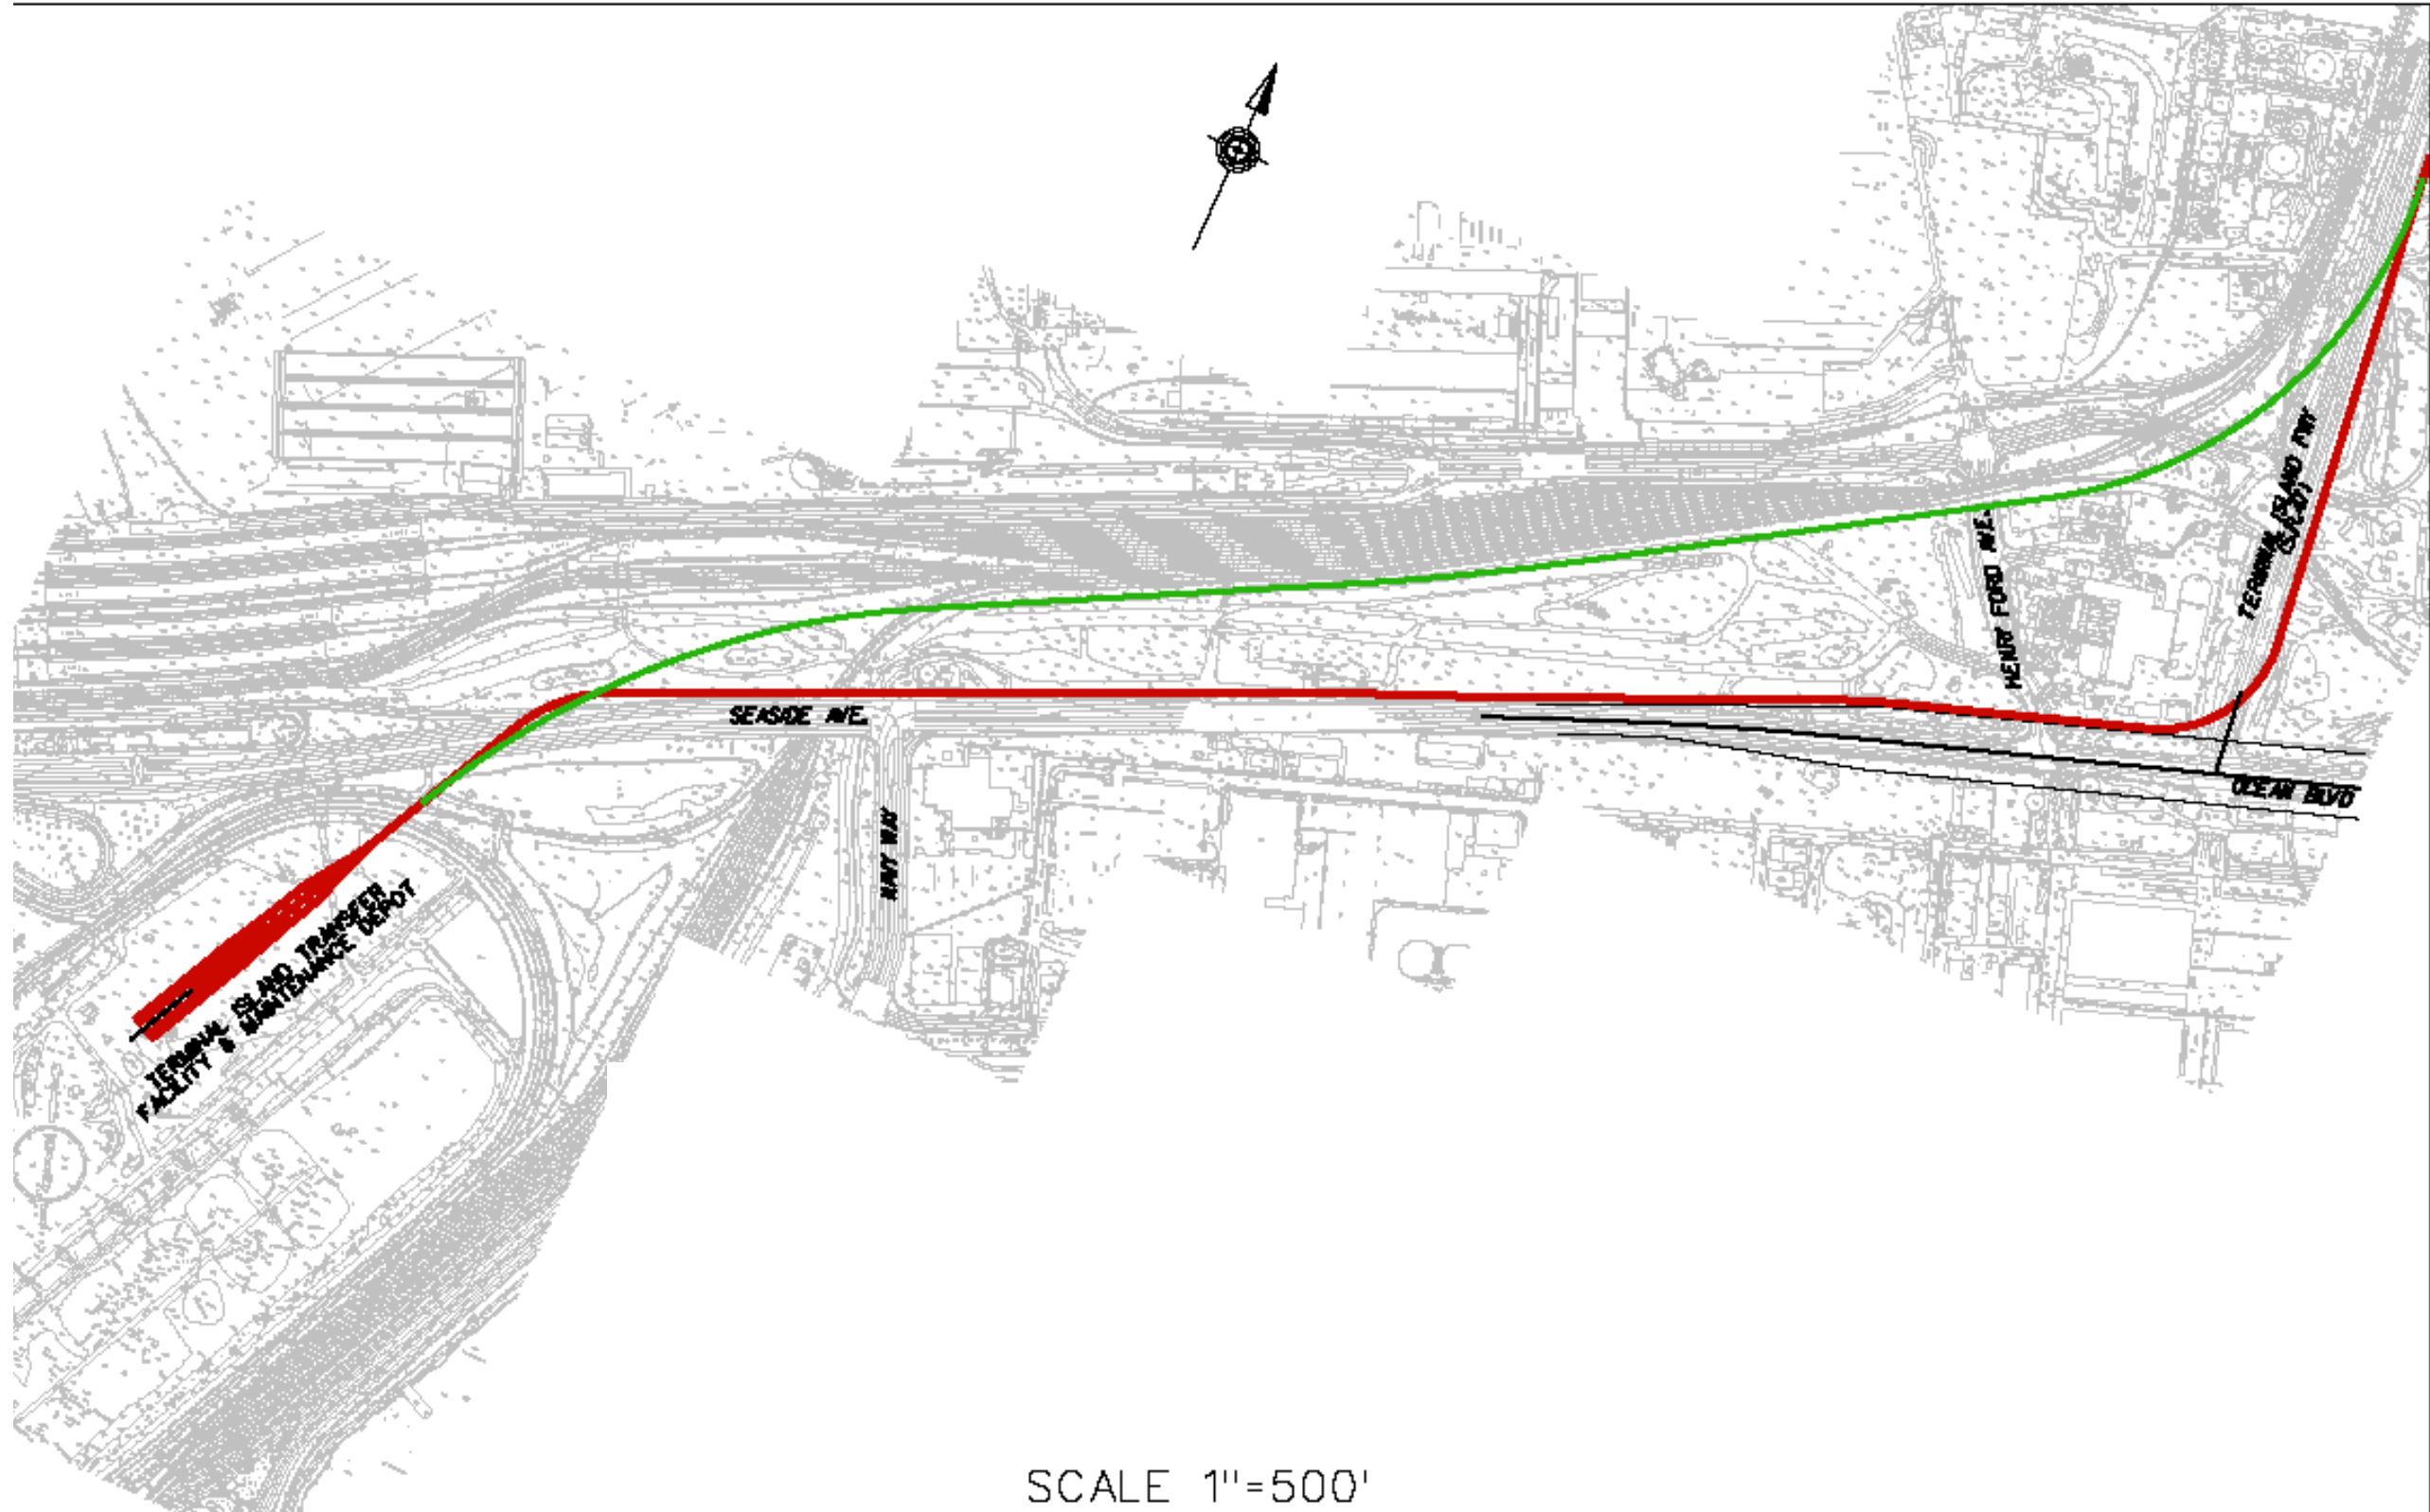 HENRY FORD AVE.
TERMINAL ISLAND FWY
SEASIDE AVE.
OCEAN BLVD
NAVY WAY
TERMINAL ISLAND TRANSFER
FACILITY & MAINTENANCE DEPOT
SCALE 1"=500'